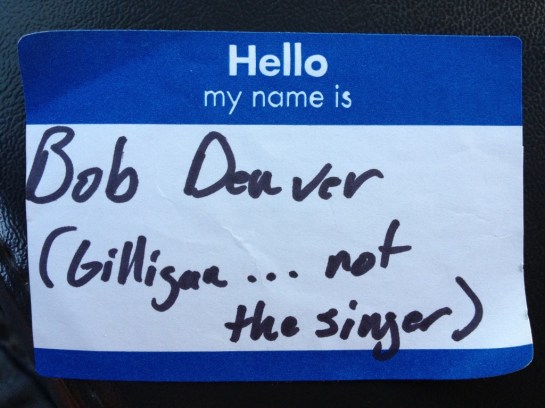 Hello
my name is
Bob Denver
(Gilligan... not
the singer)